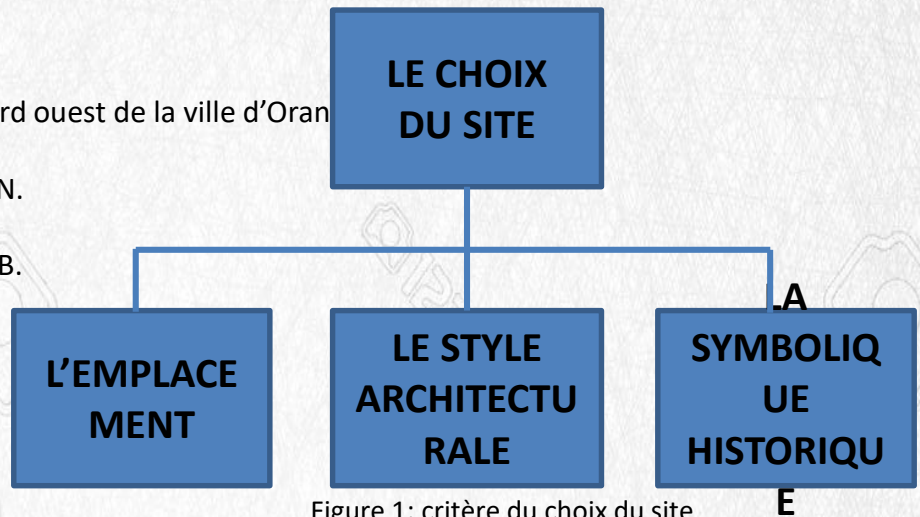 LE CHOIX
DU SITE
rd ouest de la ville d’Oran
N.
B.
L’EMPLACE
MENT
LE STYLE
ARCHITECTU
RALE
LA
SYMBOLIQ
UE
HISTORIQU
E
Figure 1: critère du choix du site